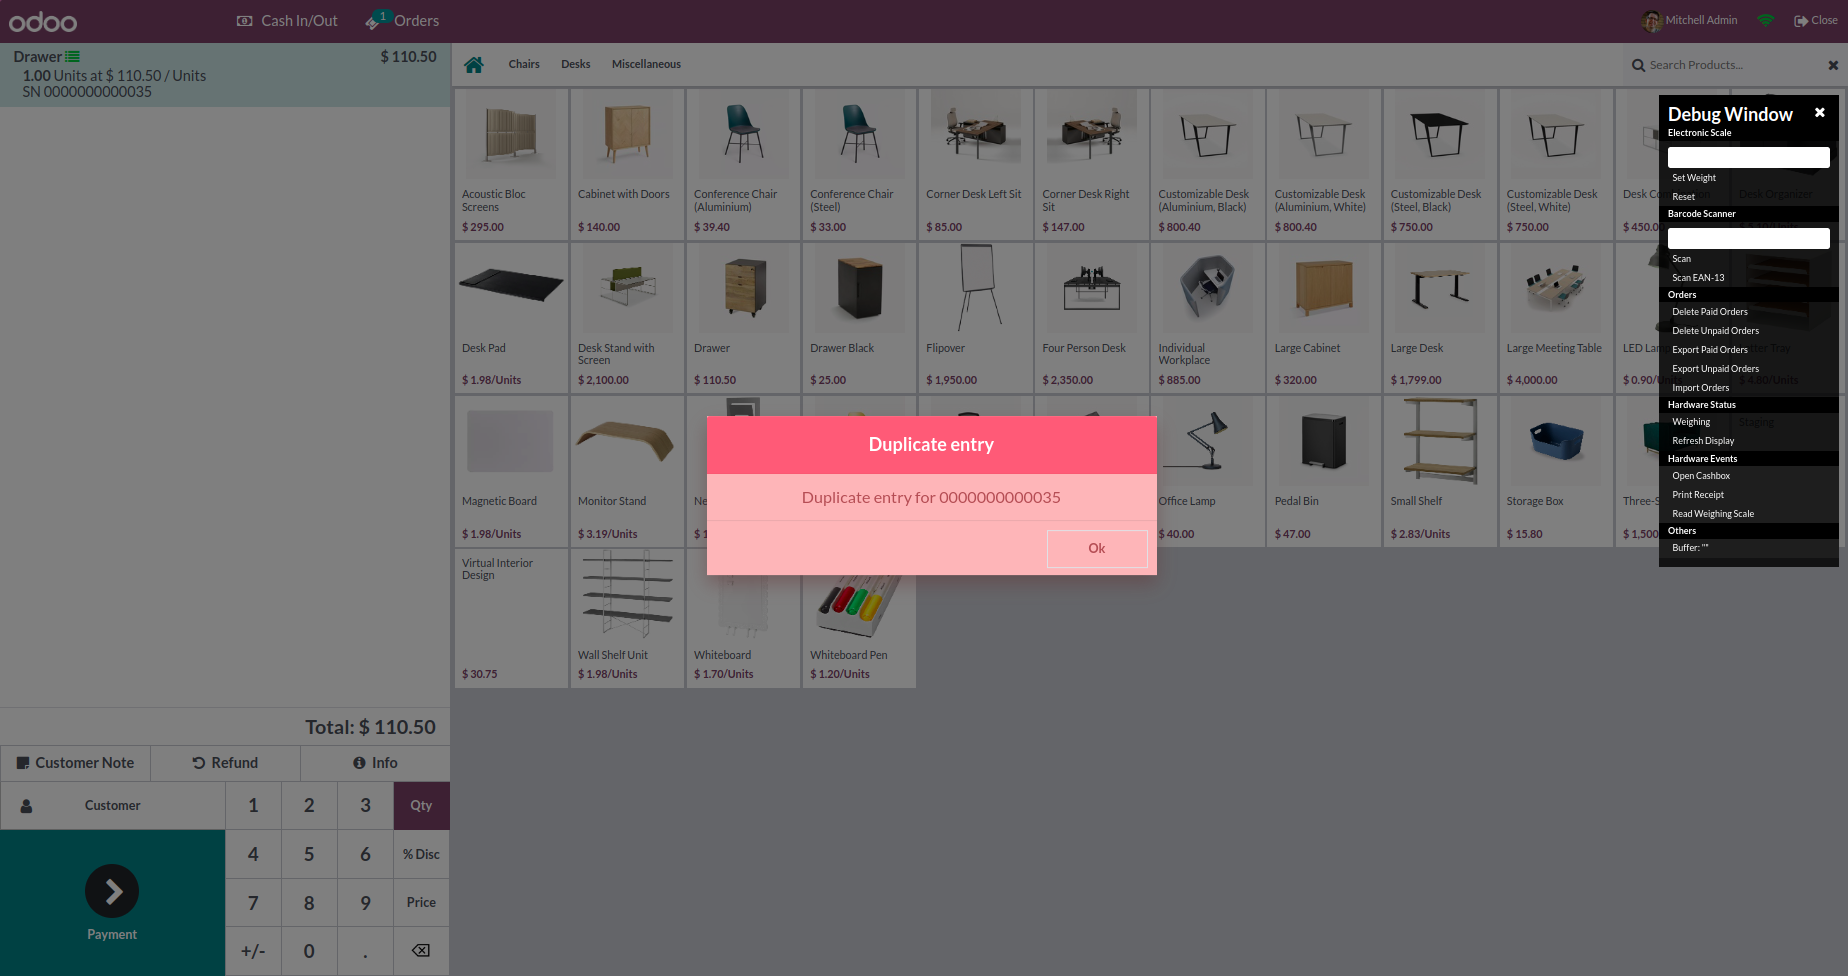 odoo
Cash In/Out
1
Orders
Mitchell Admin
Close
Drawer
$ 110.50
1.00 Units at $ 110.50 / Units
SN 0000000000035
Chairs
Desks
Miscellaneous
Search Products...
Acoustic Bloc
Screens
$ 295.00
Cabinet with Doors
$ 140.00
Conference Chair
(Aluminium)
$ 39.40
Conference Chair
(Steel)
$ 33.00
Corner Desk Left Sit
$ 85.00
Corner Desk Right
Sit
$ 147.00
Customizable Desk
(Aluminium, Black)
$ 800.40
Customizable Desk
(Aluminium, White)
$ 800.40
Customizable Desk
(Steel, Black)
$ 750.00
Customizable Desk
(Steel, White)
$ 750.00
Desk
$ 450.00
Desk Organizer
Desk Pad
$ 1.98/Units
Desk Stand with
Screen
$ 2,100.00
Drawer
$ 110.50
Drawer Black
$ 25.00
Flipover
$ 1,950.00
Four Person Desk
$ 2,350.00
Individual
Workplace
$ 885.00
Large Cabinet
$ 320.00
Large Desk
$ 1,799.00
Large Meeting Table
$ 4,000.00
LED
$ 0.90/
Tray
$ 4.80/Units
Magnetic Board
$ 1.98/Units
Monitor Stand
$ 3.19/Units
Ne
$ 1
Office Lamp
$ 40.00
Pedal Bin
$ 47.00
Small Shelf
$ 2.83/Units
Storage Box
$ 15.80
Three-S
$ 1,500
Staging
Virtual Interior
Design
$ 30.75
Wall Shelf Unit
$ 1.98/Units
Whiteboard
$ 1.70/Units
Whiteboard Pen
$ 1.20/Units
Debug Window
Electronic Scale
Set Weight
Reset
Barcode Scanner
Scan
Scan EAN-13
Orders
Delete Paid Orders
Delete Unpaid Orders
Export Paid Orders
Export Unpaid Orders
Import Orders
Hardware Status
Weighing
Refresh Display
Hardware Events
Open Cashbox
Print Receipt
Read Weighing Scale
Others
Buffer: ""
Duplicate entry
Duplicate entry for 0000000000035
Ok
Total: $ 110.50
Customer Note
Refund
Info
Customer
1
2
3
Qty
4
5
6
% Disc
7
8
9
Price
+/-
0
.
Payment